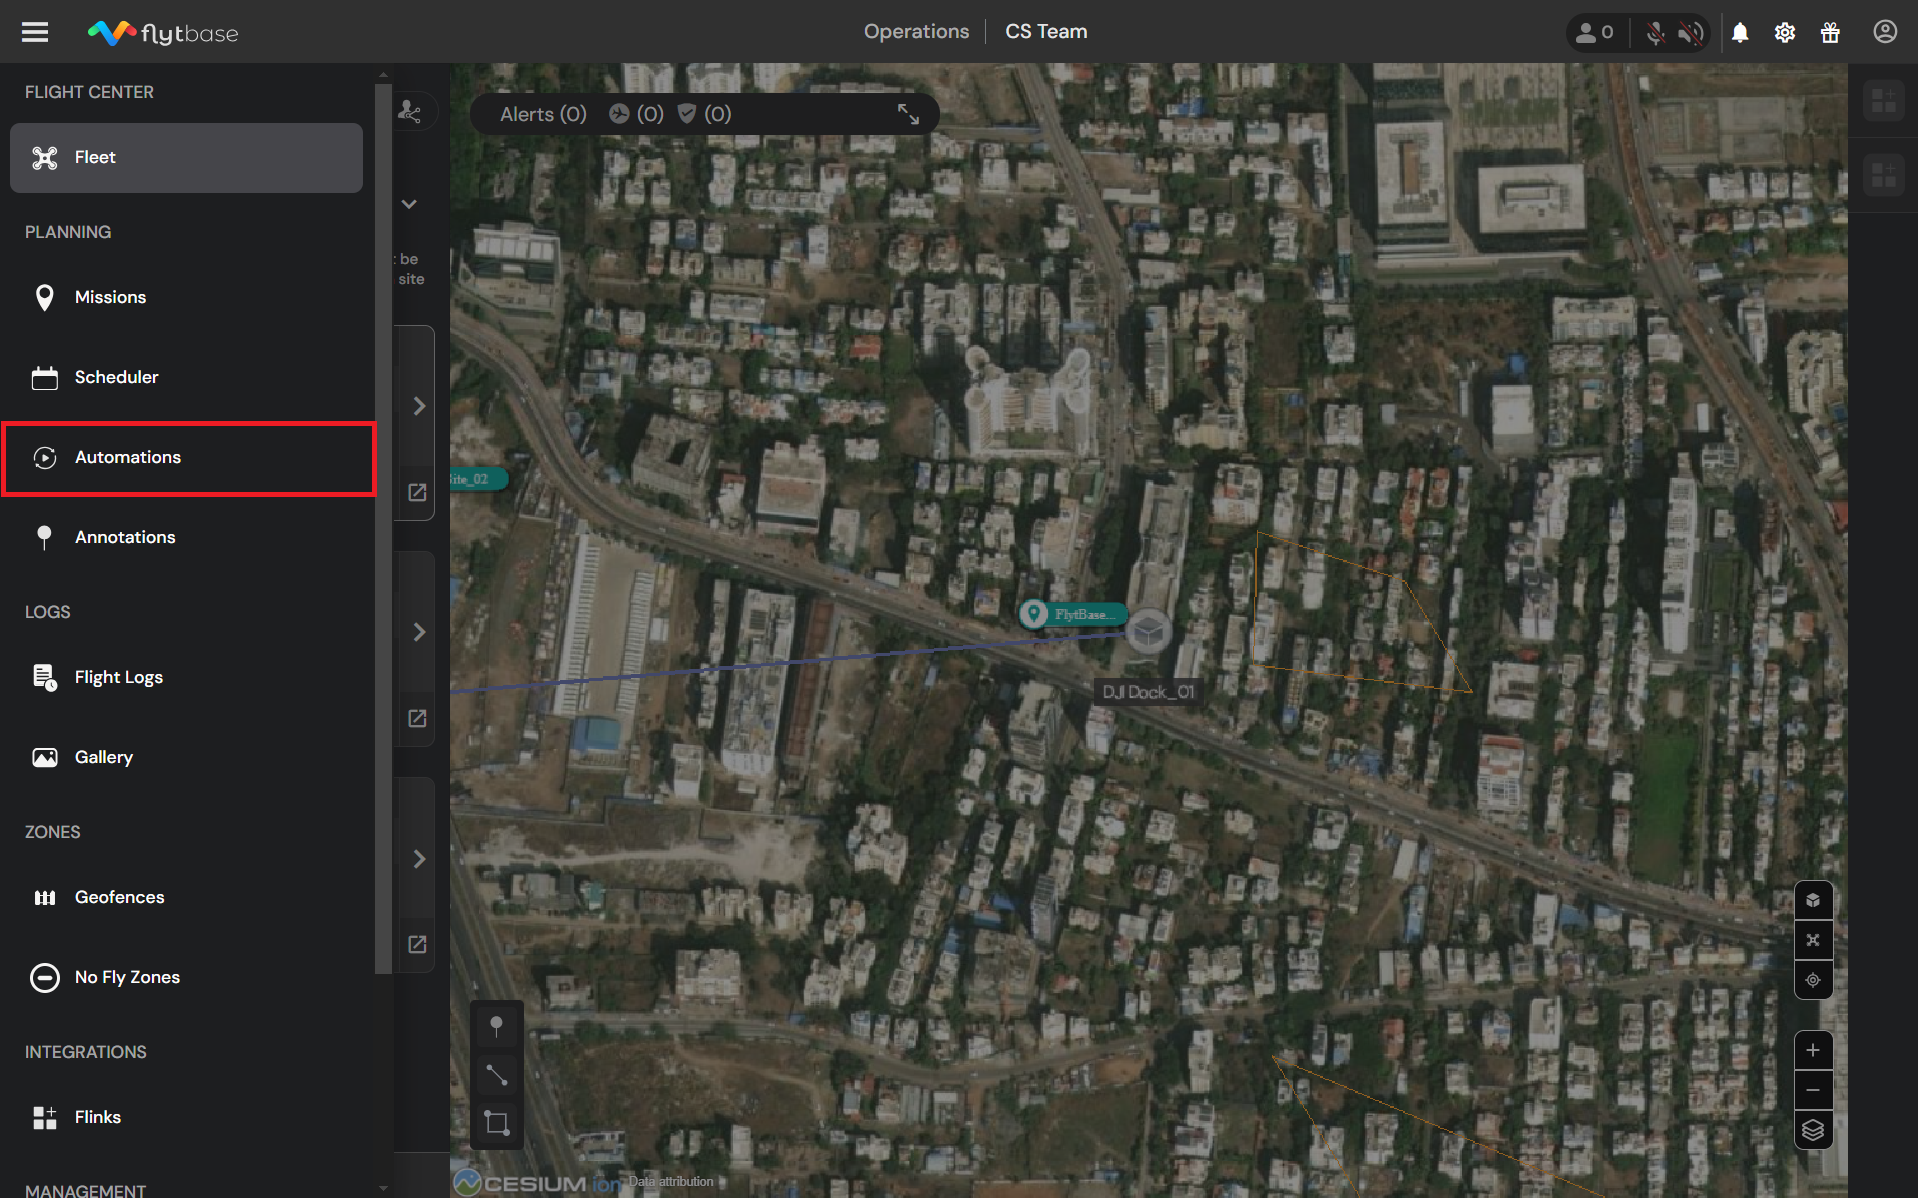 flytbase
Operations
CS Team
0
FLIGHT CENTER
Fleet
PLANNING
Missions
Scheduler
Automations
Annotations
LOGS
Flight Logs
Gallery
ZONES
Geofences
No Fly Zones
INTEGRATIONS
Flinks
MANAGEMENT
be
site
Alerts (0) (0) (0)
ite_02
FlytBase...
DJI Dock_01
CESIUM ion Data attribution